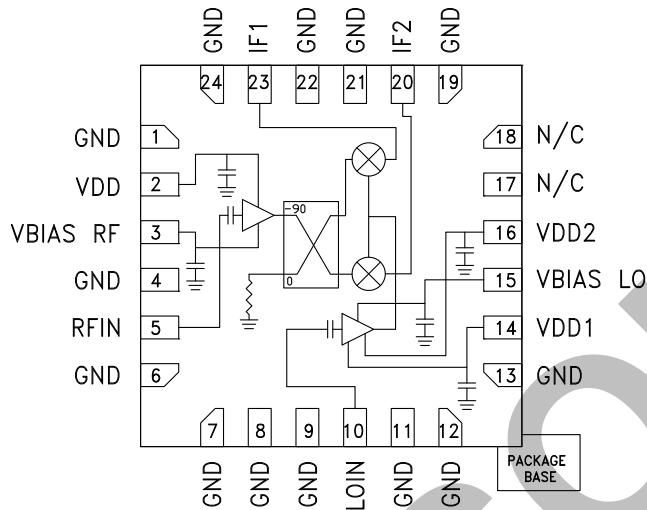 GND IF1 GND GND IF2 GND
24 23 22 21 20 19
GND 1
18 N/C
VDD 2
17 N/C
VBIAS RF 3
16 VDD2
GND 4
15 VBIAS LO
RFIN 5
14 VDD1
GND 6
13 GND
-90
0
7 8 9 10 11 12
GND GND GND LOIN GND GND
PACKAGE
BASE